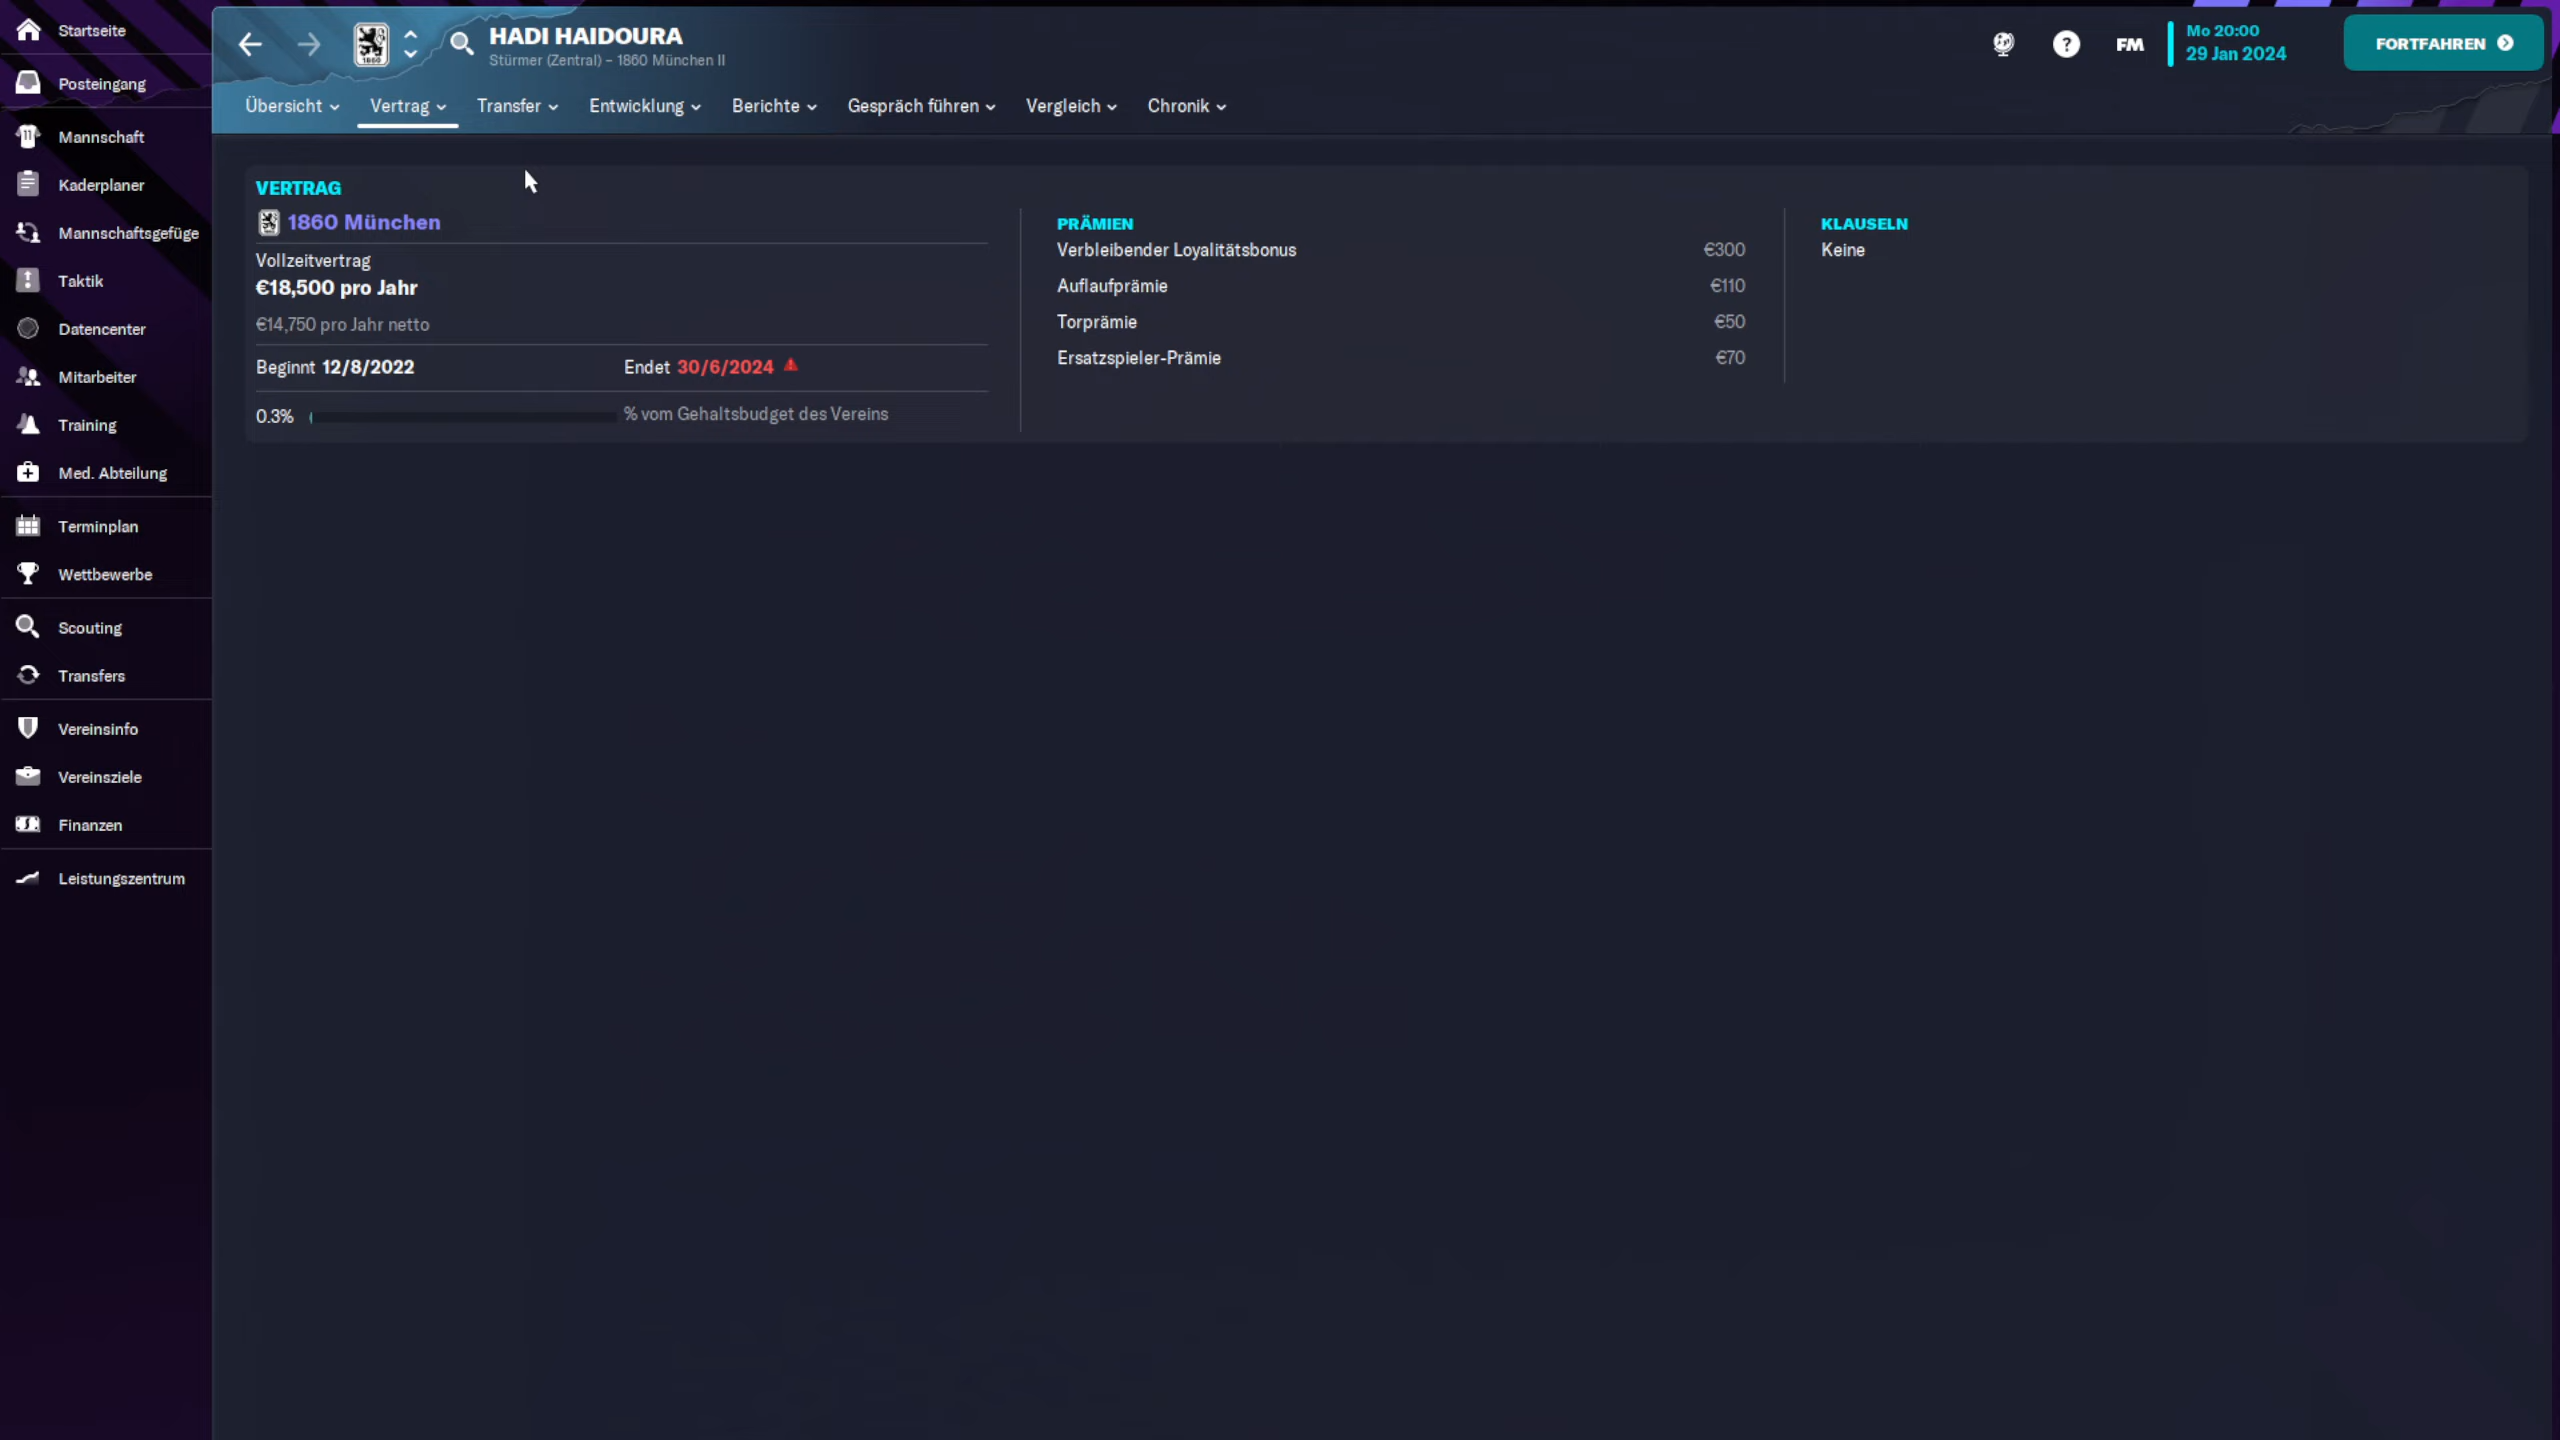 Startseite
Posteingang
Mannschaft
Kaderplaner
Mannschaftsgefüge
Taktik
Datencenter
Mitarbeiter
Training
Med. Abteilung
Terminplan
Wettbewerbe
Scouting
Transfers
Vereinsinfo
Vereinsziele
Finanzen
Leistungszentrum
HADI HAIDOURA
Stürmer (Zentral) – 1860 München II
FM
Mo 20:00
29 Jan 2024
FORTFAHREN
Übersicht Vertrag Transfer Entwicklung Berichte Gespräch führen Vergleich Chronik
VERTRAG
1860 München
Vollzeitvertrag
€18,500 pro Jahr
€14,750 pro Jahr netto
Beginnt 12/8/2022 Endet 30/6/2024
0.3% % vom Gehaltsbudget des Vereins
PRÄMIEN
Verbleibender Loyalitätsbonus €300
Auflaufprämie €110
Torprämie €50
Ersatzspieler-Prämie €70
KLAUSELN
Keine